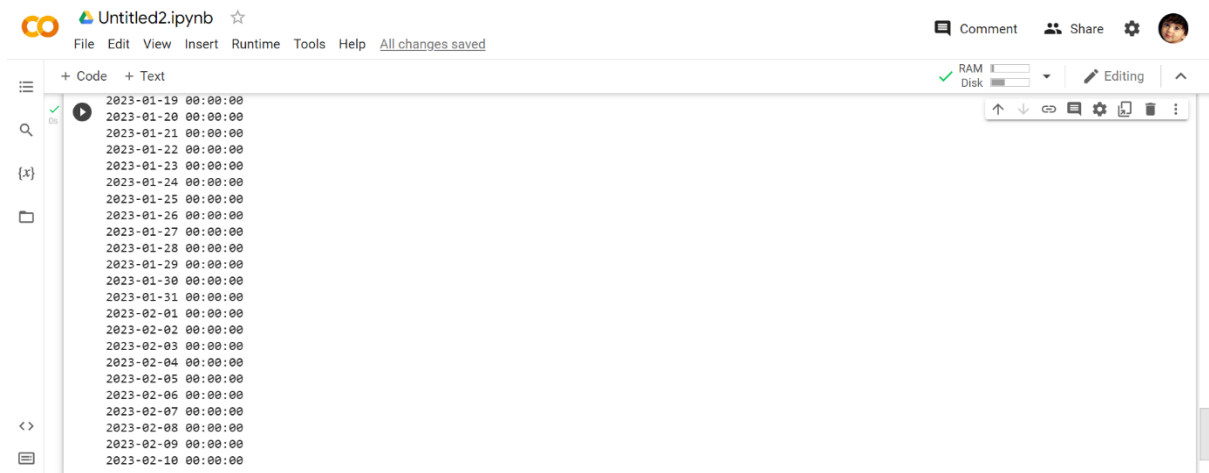 CO
Untitled2.ipynb
Comment
Share
File Edit View Insert Runtime Tools Help All changes saved
+ Code + Text
RAM
Disk
Editing
0s
{x}
2023-01-19 00:00:00
2023-01-20 00:00:00
2023-01-21 00:00:00
2023-01-22 00:00:00
2023-01-23 00:00:00
2023-01-24 00:00:00
2023-01-25 00:00:00
2023-01-26 00:00:00
2023-01-27 00:00:00
2023-01-28 00:00:00
2023-01-29 00:00:00
2023-01-30 00:00:00
2023-01-31 00:00:00
2023-02-01 00:00:00
2023-02-02 00:00:00
2023-02-03 00:00:00
2023-02-04 00:00:00
2023-02-05 00:00:00
2023-02-06 00:00:00
2023-02-07 00:00:00
2023-02-08 00:00:00
2023-02-09 00:00:00
2023-02-10 00:00:00